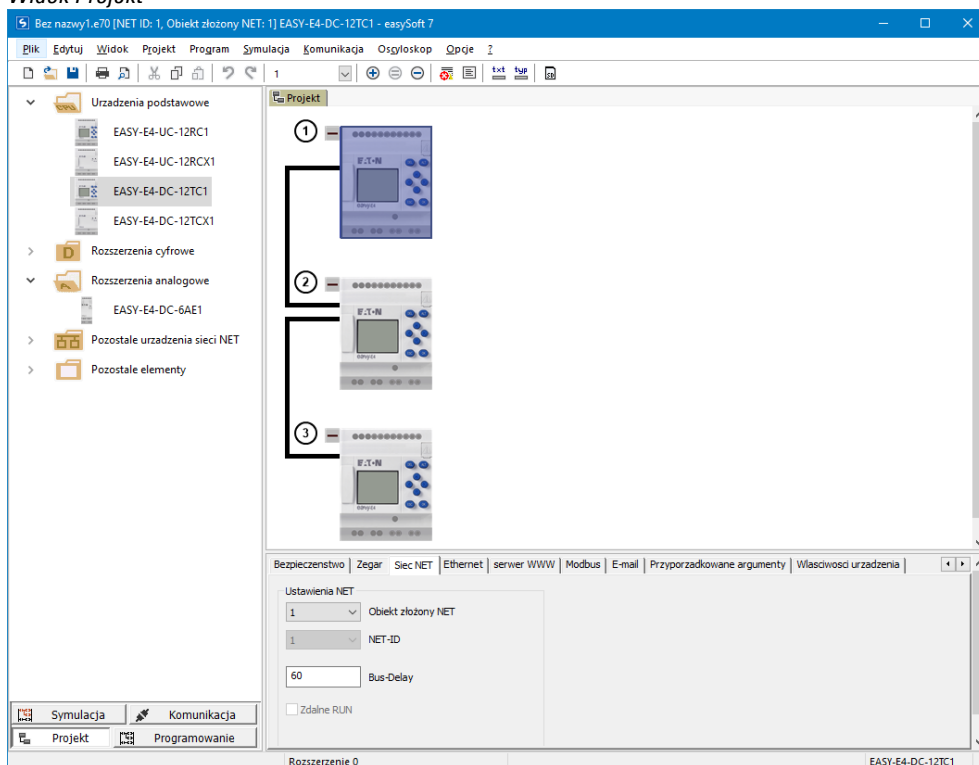 Widok Projekt
Bez nazwy1.e70 [NET ID: 1, Obiekt złożony NET: 1] EASY-E4-DC-12TC1 - easySoft 7
Plik Edytuj Widok Projekt Program Symulacja Komunikacja Oscyloskop Opcje ?
1
txt typ
Urzadzenia podstawowe
EASY-E4-UC-12RC1
EASY-E4-UC-12RCX1
EASY-E4-DC-12TC1
EASY-E4-DC-12TCX1
D Rozszerzenia cyfrowe
Rozszerzenia analogowe
EASY-E4-DC-6AE1
Pozostałe urzadzenia sieci NET
Pozostałe elementy
Symulacja Komunikacja
Projekt Programowanie
Projekt
1
2
3
Bezpieczenstwo Zegar Siec NET Ethernet serwer WWW Modbus E-mail Przyporzadkowane argumenty Wlasciwosci urzadzenia
Ustawienia NET
1 Obiekt złożony NET
1 NET-ID
60 Bus-Delay
Zdalne RUN
Rozszerzenie 0 EASY-E4-DC-12TC1